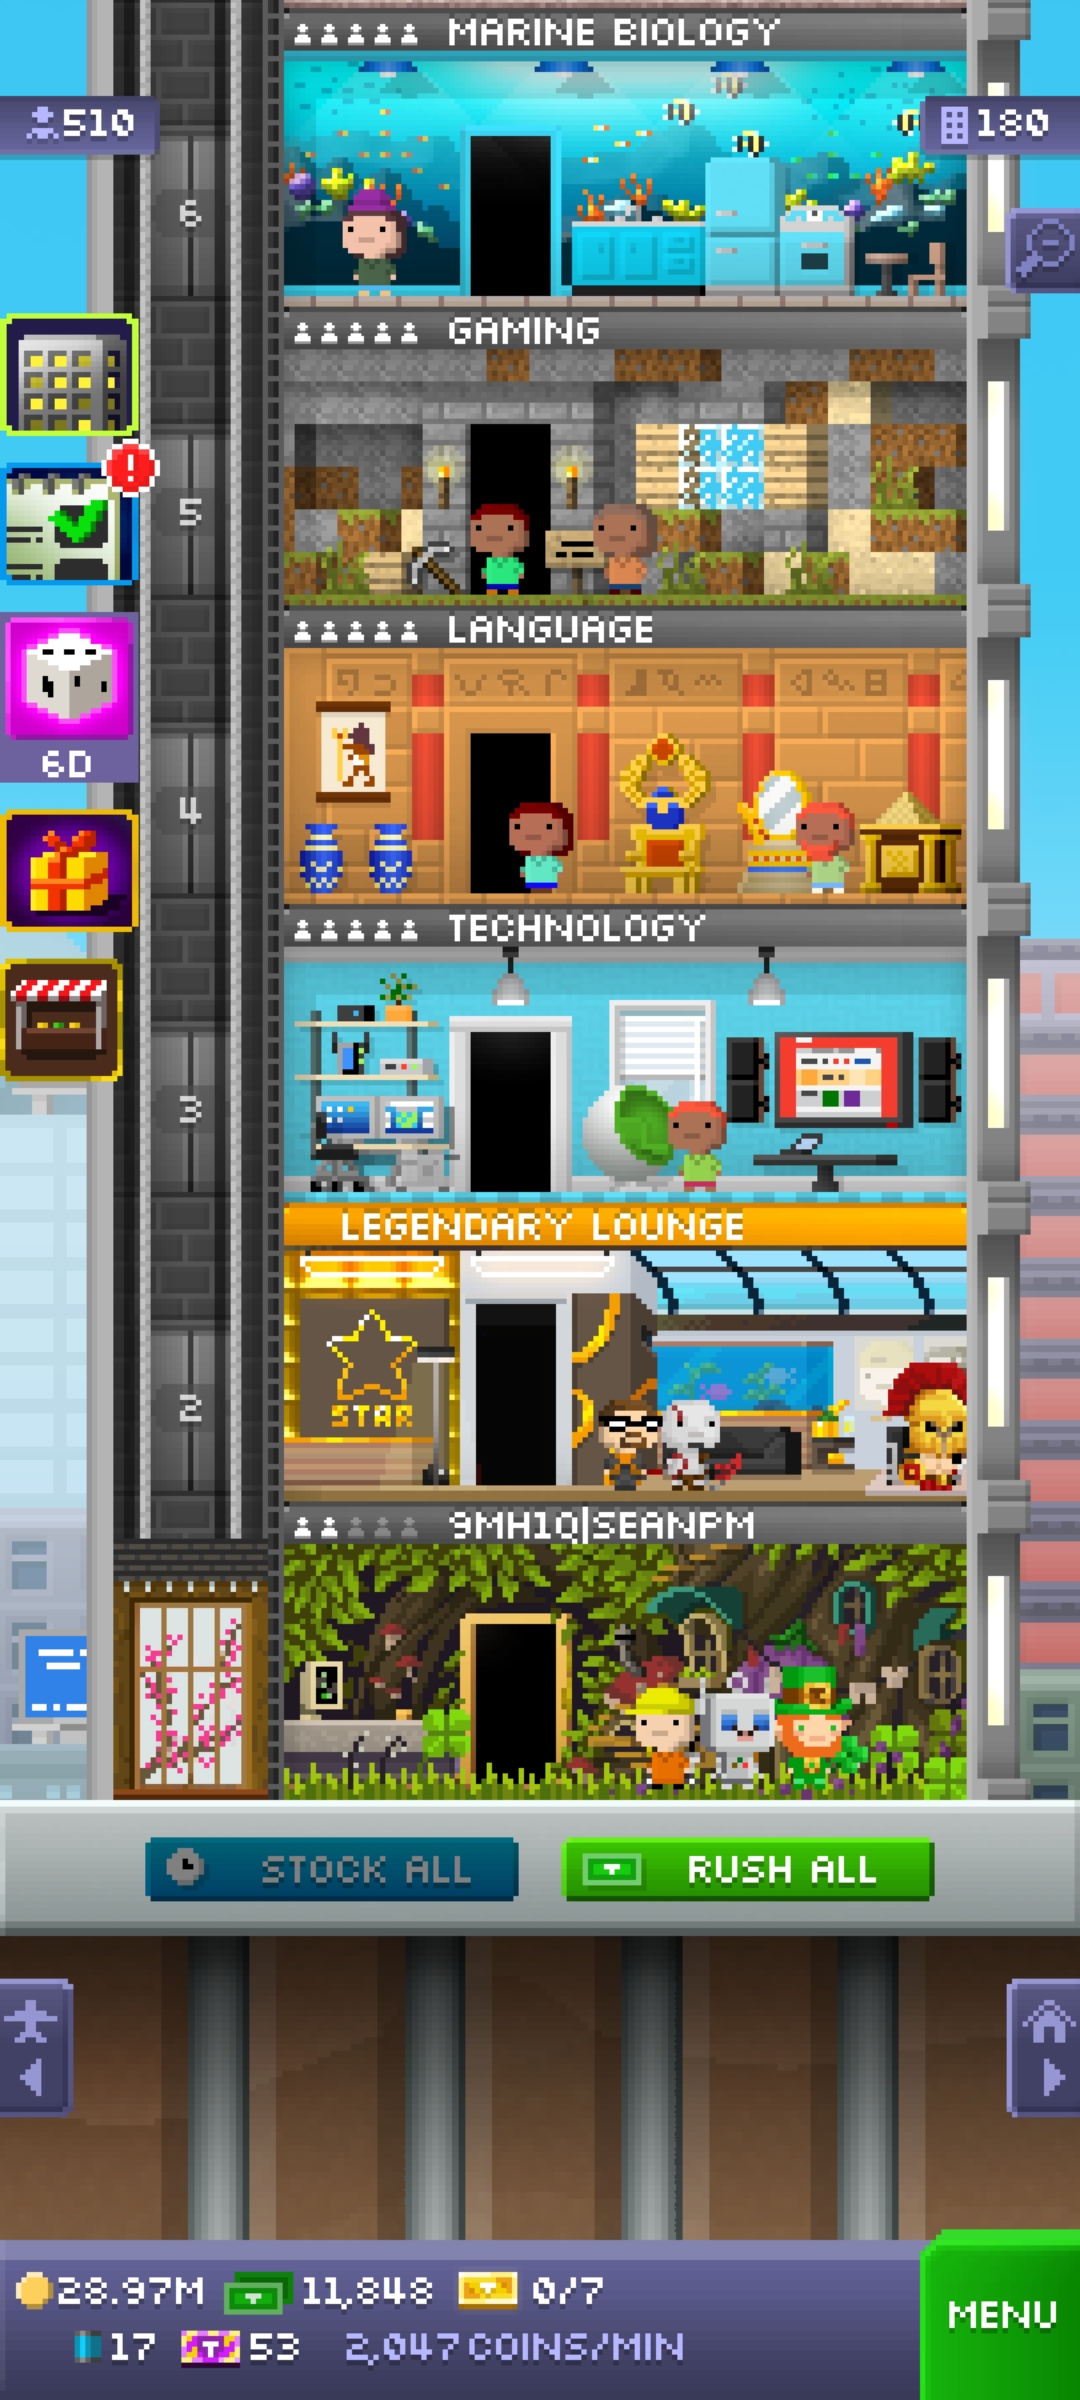 MARINE BIOLOGY
510
180
6
GAMING
5
LANGUAGE
6D
4
TECHNOLOGY
3
LEGENDARY LOUNGE
STAR
2
9MH1Q|SEANPM
STOCK ALL
RUSH ALL
28.97M 11,848 0/7
MENU
17 53 2,047 COINS/MIN